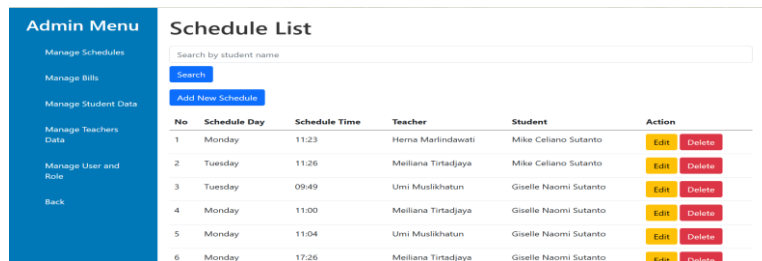 Admin Menu
Manage Schedules
Manage Bills
Manage Student Data
Manage Teachers
Data
Manage User and
Role
Back
Schedule List
Search by student name
Search
Add New Schedule
No Schedule Day Schedule Time Teacher Student Action
1 Monday 11:23 Herna Marlindawati Mike Celiano Sutanto Edit Delete
2 Tuesday 11:26 Meiliana Tirtadjaya Mike Celiano Sutanto Edit Delete
3 Tuesday 09:49 Umi Muslikhatun Giselle Naomi Sutanto Edit Delete
4 Monday 11:00 Meiliana Tirtadjaya Giselle Naomi Sutanto Edit Delete
5 Monday 11:04 Umi Muslikhatun Giselle Naomi Sutanto Edit Delete
6 Monday 17:26 Meiliana Tirtadjaya Giselle Naomi Sutanto Edit Delete